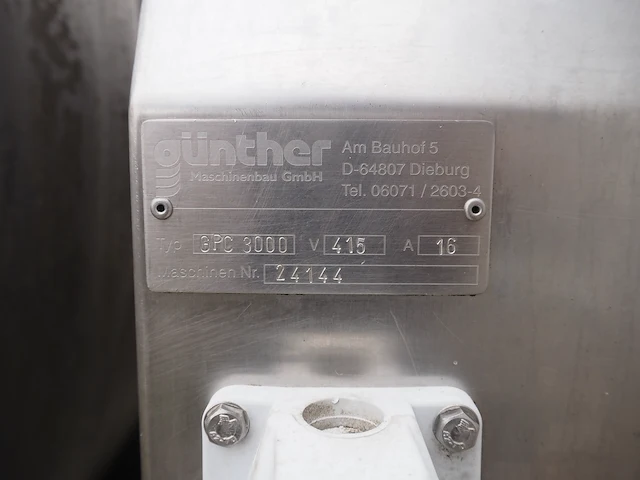 günther
Maschinenbau GmbH
Am Bauhof 5
D-64807 Dieburg
Tel. 06071 / 2603-4
Typ GPC 3000 V 415 A 16
Maschinen Nr. 24144